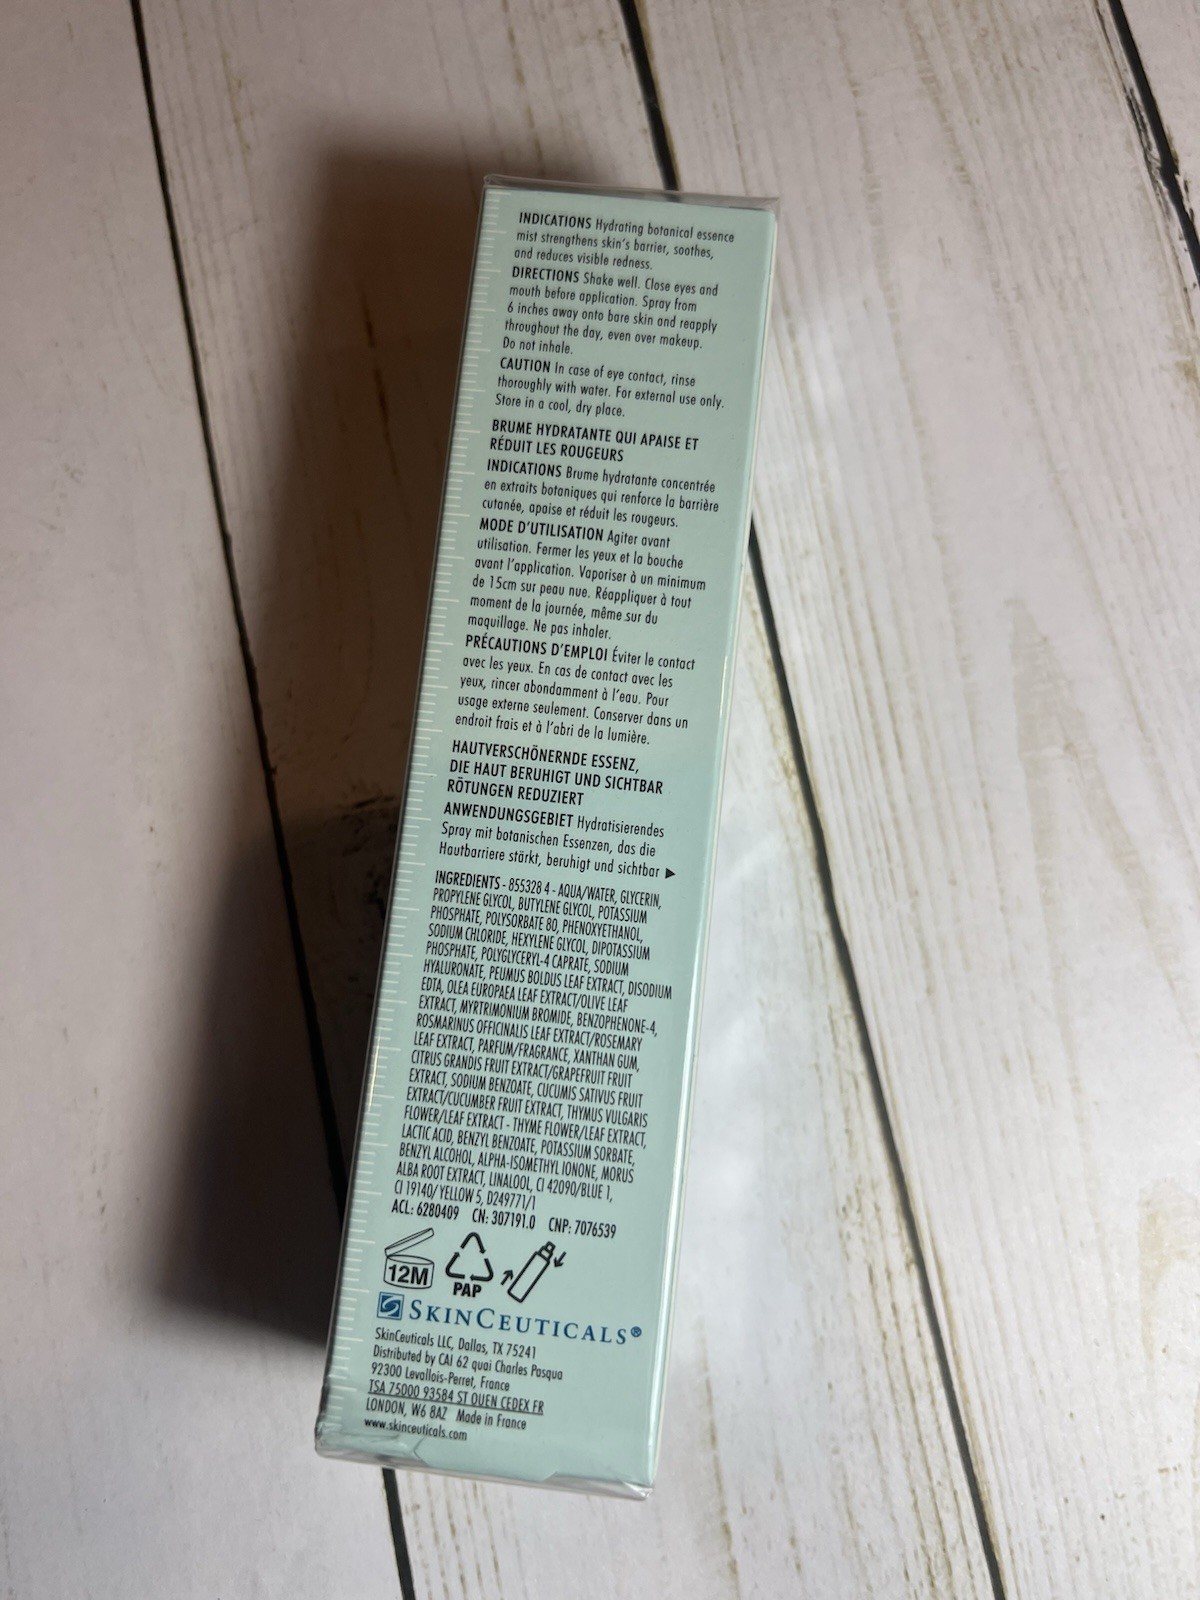 INDICATIONS Hydrating botanical essence
mist strengthens skin's barrier, soothes,
and reduces visible redness.
DIRECTIONS Shake well. Close eyes and
mouth before application. Spray from
6 inches away onto bare skin and reapply
throughout the day, even over makeup.
Do not inhale.
CAUTION In case of eye contact, rinse
thoroughly with water. For external use only.
Store in a cool, dry place.
BRUME HYDRATANTE QUI APAISE ET
RÉDUIT LES ROUGEURS
INDICATIONS Brume hydratante concentrée
en extraits botaniques qui renforce la barrière
cutanée, apaise et réduit les rougeurs.
MODE D'UTILISATION Agiter avant
utilisation. Fermer les yeux et la bouche
avant l'application. Vaporiser à un minimum
de 15cm sur peau nue. Réappliquer à tout
moment de la journée, même sur du
maquillage. Ne pas inhaler.
PRÉCAUTIONS D'EMPLOI Éviter le contact
avec les yeux. En cas de contact avec les
yeux, rincer abondamment à l'eau. Pour
usage externe seulement. Conserver dans un
endroit frais et à l'abri de la lumière.
HAUTVERSCHÖNERNDE ESSENZ,
DIE HAUT BERUHIGT UND SICHTBAR
RÖTUNGEN REDUZIERT
ANWENDUNGSGEBIET Hydratisierendes
Spray mit botanischen Essenzen, das die
Hautbarriere stärkt, beruhigt und sichtbar ▶
INGREDIENTS - 855328 4 - AQUA/WATER, GLYCERIN,
PROPYLENE GLYCOL, BUTYLENE GLYCOL, POTASSIUM
PHOSPHATE, POLYSORBATE 80, PHENOXYETHANOL,
SODIUM CHLORIDE, HEXYLENE GLYCOL, DIPOTASSIUM
PHOSPHATE, POLYGLYCERYL-4 CAPRATE, SODIUM
HYALURONATE, PEUMUS BOLDUS LEAF EXTRACT, DISODIUM
EDTA, OLEA EUROPAEA LEAF EXTRACT/OLIVE LEAF
EXTRACT, MYRTRIMONIUM BROMIDE, BENZOPHENONE-4,
ROSMARINUS OFFICINALIS LEAF EXTRACT/ROSEMARY
LEAF EXTRACT, PARFUM/FRAGRANCE, XANTHAN GUM,
CITRUS GRANDIS FRUIT EXTRACT/GRAPEFRUIT FRUIT
EXTRACT, SODIUM BENZOATE, CUCUMIS SATIVUS FRUIT
EXTRACT/CUCUMBER FRUIT EXTRACT, THYMUS VULGARIS
FLOWER/LEAF EXTRACT - THYME FLOWER/LEAF EXTRACT,
LACTIC ACID, BENZYL BENZOATE, POTASSIUM SORBATE,
BENZYL ALCOHOL, ALPHA-ISOMETHYL IONONE, MORUS
ALBA ROOT EXTRACT, LINALOOL, CI 42090/BLUE 1,
CI 19140/YELLOW 5, D249771/1
ACL: 6280409 CN: 307191.0 CNP: 7076539
12M
PAP
SKINCEUTICALS®
SkinCeuticals LLC, Dallas, TX 75241
Distributed by CAI 62 quai Charles Pasqua
92300 Levallois-Perret, France
TSA 75000 93584 ST OUEN CEDEX FR
LONDON, W6 8AZ Made in France
www.skinceuticals.com